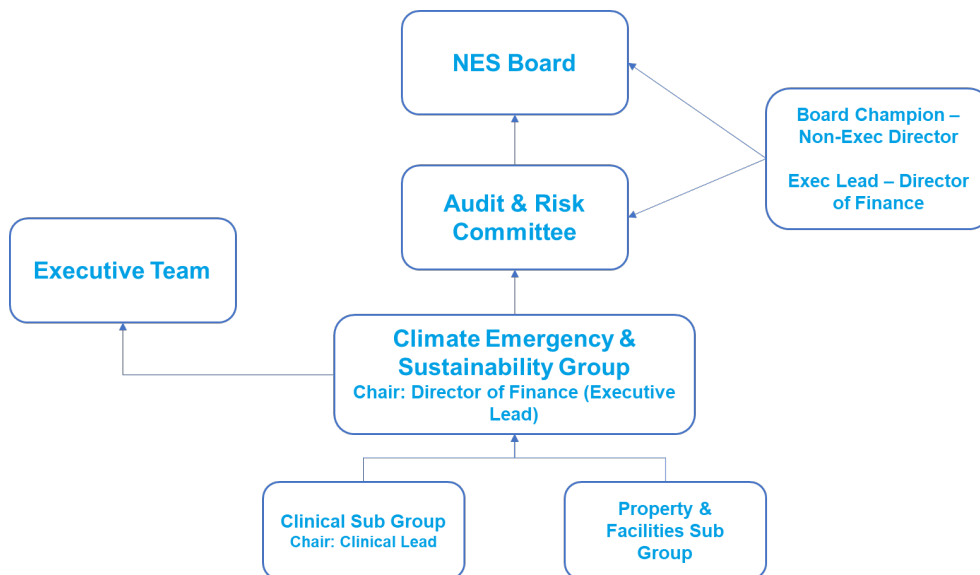 NES Board
Board Champion –
Non-Exec Director
Exec Lead – Director
of Finance
Audit & Risk
Committee
Executive Team
Climate Emergency &
Sustainability Group
Chair: Director of Finance (Executive
Lead)
Clinical Sub Group
Chair: Clinical Lead
Property &
Facilities Sub
Group